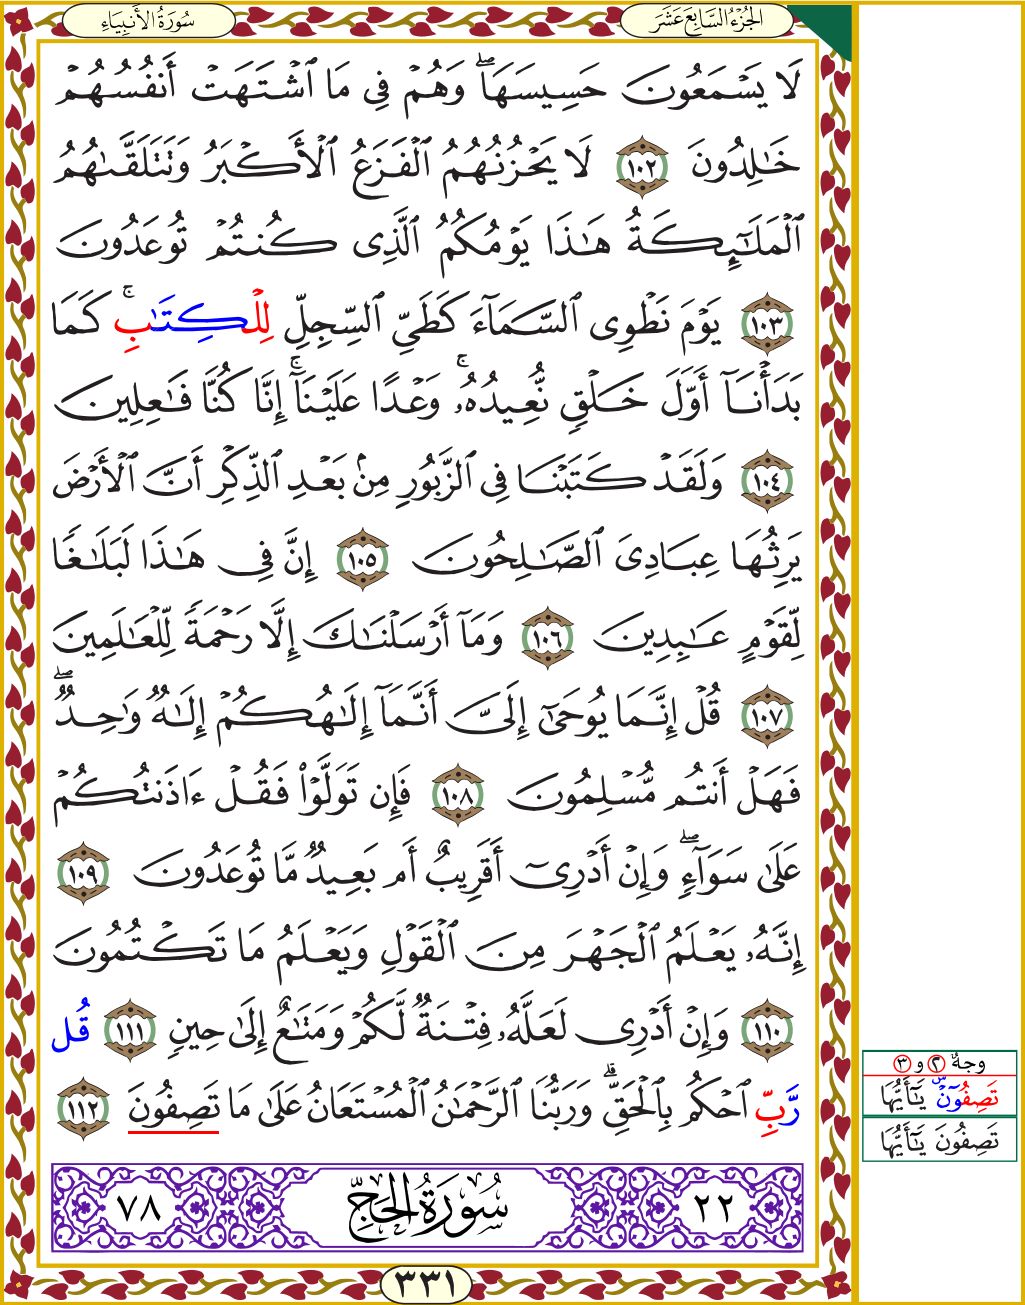 سُورَةُ الأَنبِيَاءِ
الجُزْءُ السَّابِعَ عَشَرَ
لَا يَسْمَعُونَ حَسِيسَهَاۖ وَهُمْ فِي مَا ٱشْتَهَتْ أَنفُسُهُمْ
خَٰلِدُونَ ١٠٢ لَا يَحْزُنُهُمُ ٱلْفَزَعُ ٱلْأَكْبَرُ وَتَتَلَقَّىٰهُمُ
ٱلْمَلَٰٓئِكَةُ هَٰذَا يَوْمُكُمُ ٱلَّذِى كُنتُمْ تُوعَدُونَ
١٠٣ يَوْمَ نَطْوِى ٱلسَّمَآءَ كَطَىِّ ٱلسِّجِلِّ لِلْكِتَٰبِۚ كَمَا
بَدَأْنَآ أَوَّلَ خَلْقٍ نُّعِيدُهُۥۚ وَعْدًا عَلَيْنَآۚ إِنَّا كُنَّا فَٰعِلِينَ
١٠٤ وَلَقَدْ كَتَبْنَا فِى ٱلزَّبُورِ مِنۢ بَعْدِ ٱلذِّكْرِ أَنَّ ٱلْأَرْضَ
يَرِثُهَا عِبَادِىَ ٱلصَّٰلِحُونَ ١٠٥ إِنَّ فِى هَٰذَا لَبَلَٰغًا
لِّقَوْمٍ عَٰبِدِينَ ١٠٦ وَمَآ أَرْسَلْنَٰكَ إِلَّا رَحْمَةً لِّلْعَٰلَمِينَ
١٠٧ قُلْ إِنَّمَا يُوحَىٰٓ إِلَىَّ أَنَّمَآ إِلَٰهُكُمْ إِلَٰهٌ وَٰحِدٌۖ
فَهَلْ أَنتُم مُّسْلِمُونَ ١٠٨ فَإِن تَوَلَّوْا۟ فَقُلْ ءَاذَنتُكُمْ
عَلَىٰ سَوَآءٍۖ وَإِنْ أَدْرِىٓ أَقَرِيبٌ أَم بَعِيدٌ مَّا تُوعَدُونَ ١٠٩
إِنَّهُۥ يَعْلَمُ ٱلْجَهْرَ مِنَ ٱلْقَوْلِ وَيَعْلَمُ مَا تَكْتُمُونَ
١١٠ وَإِنْ أَدْرِى لَعَلَّهُۥ فِتْنَةٌ لَّكُمْ وَمَتَٰعٌ إِلَىٰ حِينٍ ١١١ قُل
رَّبِّ ٱحْكُم بِٱلْحَقِّۗ وَرَبُّنَا ٱلرَّحْمَٰنُ ٱلْمُسْتَعَانُ عَلَىٰ مَا تَصِفُونَ ١١٢
٢٢ سُورَةُ الحَجِّ ٧٨
٣٣١
وجهٌ ٢ و ٣
تَصِفُونَۜ يَٰٓأَيُّهَا
تَصِفُونَ يَٰٓأَيُّهَا